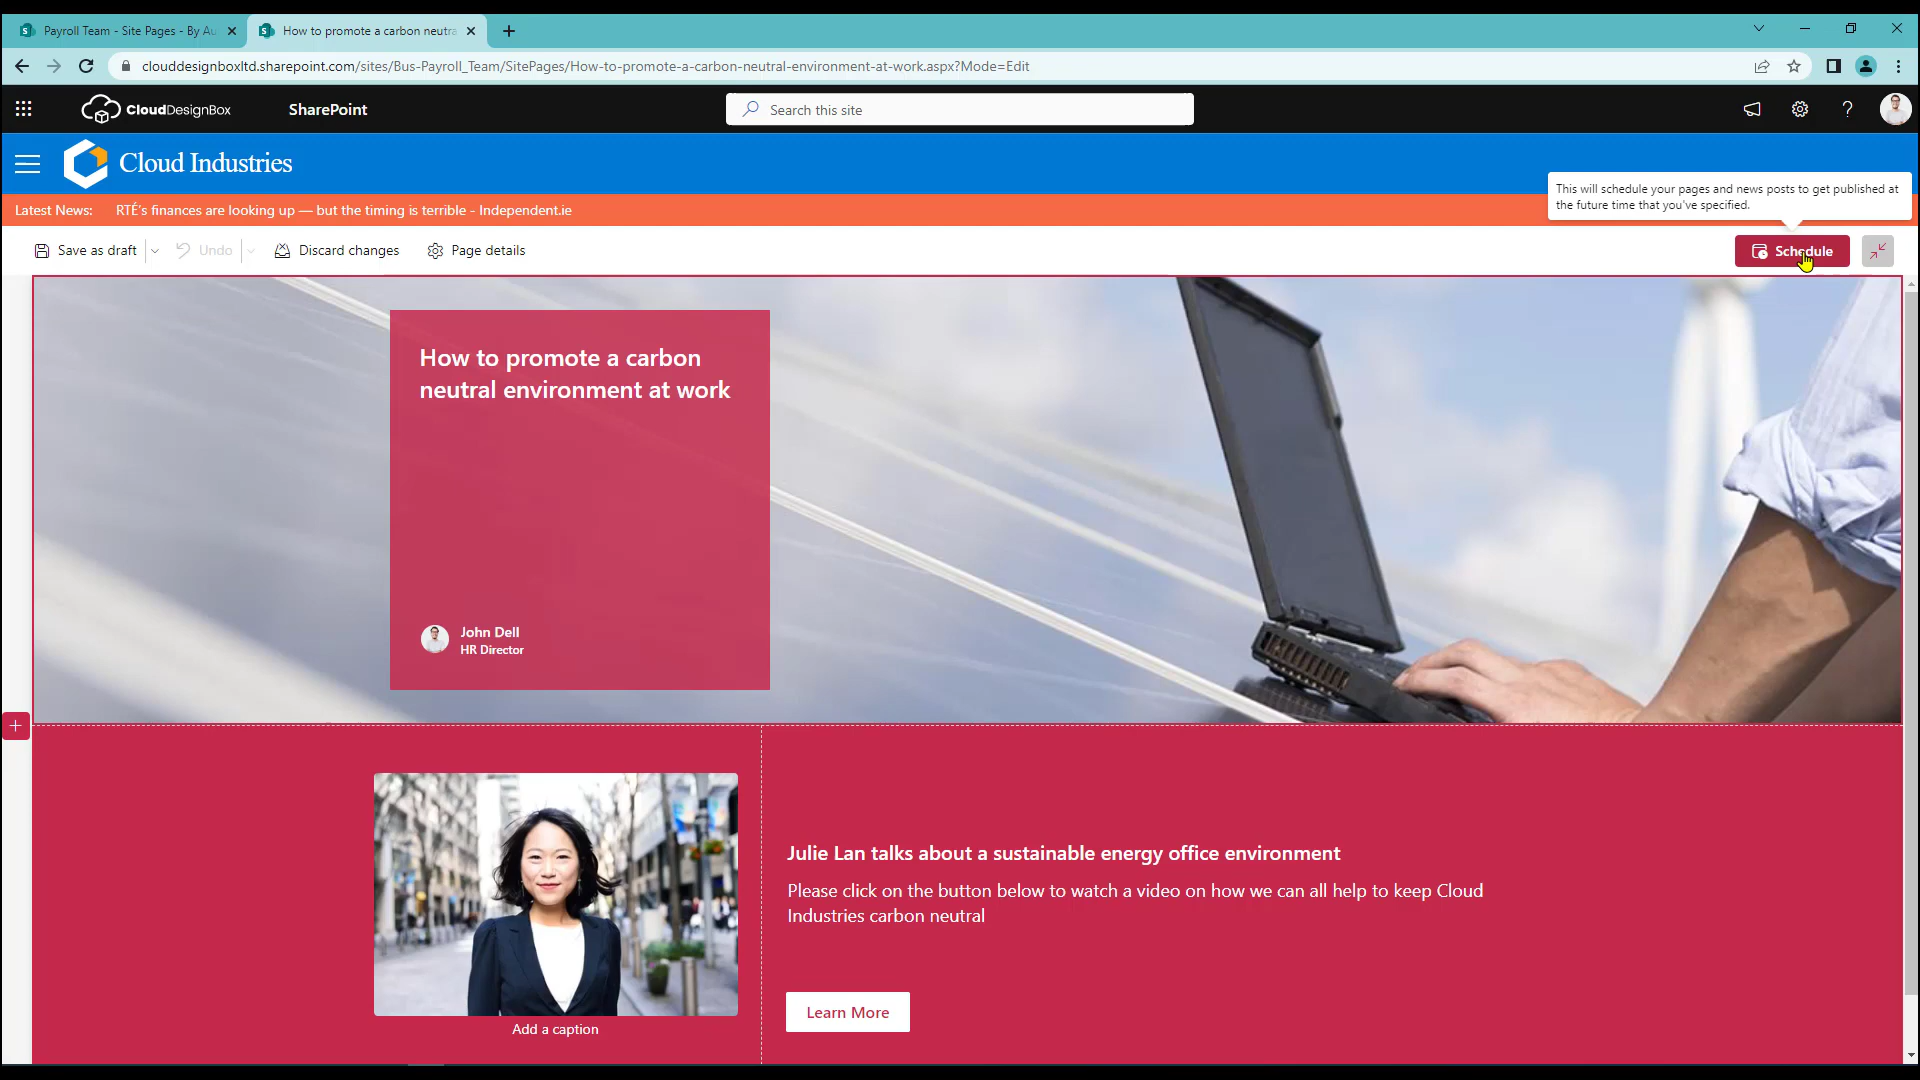 Payroll Team - Site Pages - By Au
How to promote a carbon neutra
clouddesignboxltd.sharepoint.com/sites/Bus-Payroll_Team/SitePages/How-to-promote-a-carbon-neutral-environment-at-work.aspx?Mode=Edit
CloudDesignBox
SharePoint
Search this site
Cloud Industries
This will schedule your pages and news posts to get published at
the future time that you've specified.
Latest News: RTÉ's finances are looking up — but the timing is terrible - Independent.ie
Save as draft
Undo
Discard changes
Page details
Schedule
How to promote a carbon
neutral environment at work
John Dell
HR Director
Julie Lan talks about a sustainable energy office environment
Please click on the button below to watch a video on how we can all help to keep Cloud
Industries carbon neutral
Learn More
Add a caption